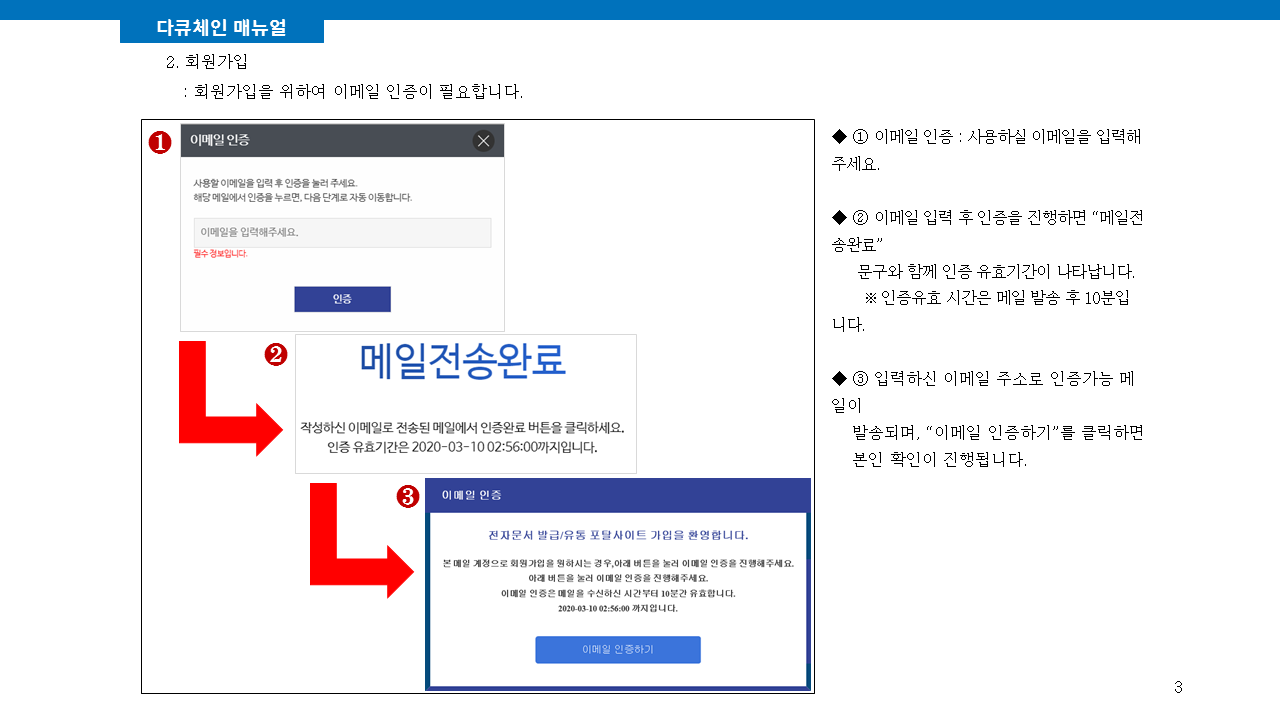 다큐체인 매뉴얼
2. 회원가입
: 회원가입을 위하여 이메일 인증이 필요합니다.
❶
이메일 인증
사용할 이메일을 입력 후 인증을 눌러 주세요.
해당 메일에서 인증을 누르면, 다음 단계로 자동 이동합니다.
이메일을 입력해주세요.
필수 정보입니다.
인증
❷
메일전송완료
작성하신 이메일로 전송된 메일에서 인증완료 버튼을 클릭하세요.
인증 유효기간은 2020-03-10 02:56:00까지입니다.
❸
이메일 인증
전자문서 발급/유통 포탈사이트 가입을 환영합니다.
본 메일 계정으로 회원가입을 원하시는 경우,아래 버튼을 눌러 이메일 인증을 진행해주세요.
아래 버튼을 눌러 이메일 인증을 진행해주세요.
이메일 인증은 메일을 수신하신 시간부터 10분간 유효합니다.
2020-03-10 02:56:00 까지입니다.
이메일 인증하기
◆ ① 이메일 인증 : 사용하실 이메일을 입력해
주세요.
◆ ② 이메일 입력 후 인증을 진행하면 “메일전
송완료”
문구와 함께 인증 유효기간이 나타납니다.
※ 인증유효 시간은 메일 발송 후 10분입
니다.
◆ ③ 입력하신 이메일 주소로 인증가능 메
일이
발송되며, “이메일 인증하기”를 클릭하면
본인 확인이 진행됩니다.
3